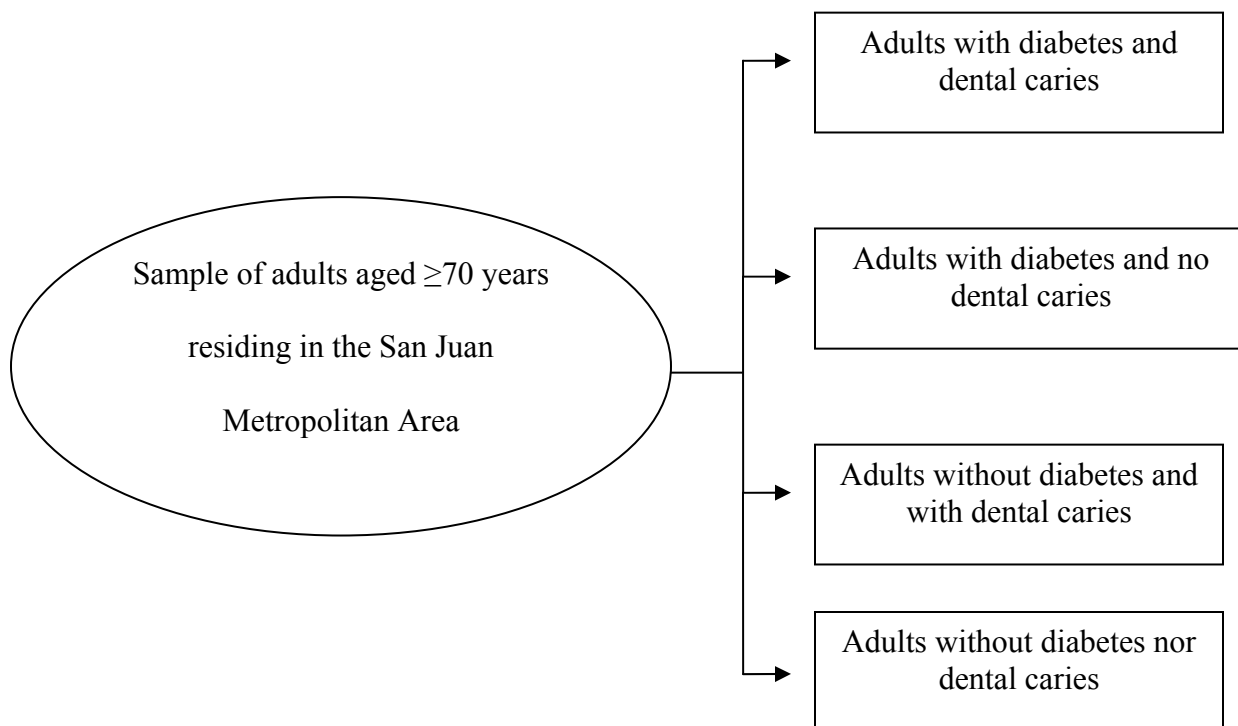 Sample of adults aged ≥70 years
residing in the San Juan
Metropolitan Area
Adults with diabetes and
dental caries
Adults with diabetes and no
dental caries
Adults without diabetes and
with dental caries
Adults without diabetes nor
dental caries